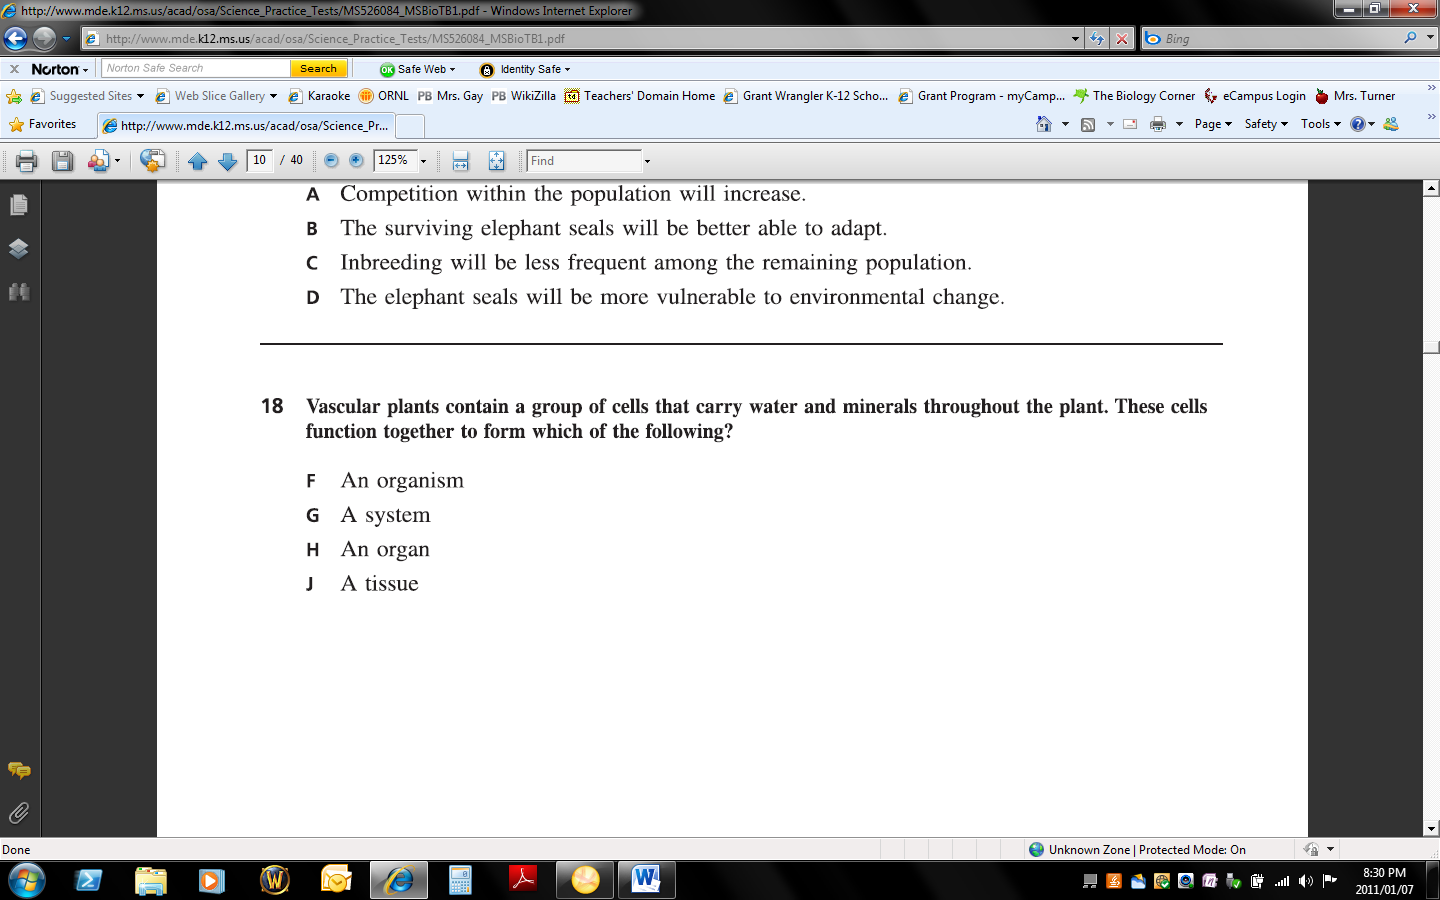 http://www.mde.k12.ms.us/acad/osa/Science_Practice_Tests/MS526084_MSBioTB1.pdf - Windows Internet Explorer
http://www.mde.k12.ms.us/acad/osa/Science_Practice_Tests/MS526084_MSBioTB1.pdf
Bing
x Norton Norton Safe Search Search OK Safe Web Identity Safe
Suggested Sites Web Slice Gallery Karaoke ORNL PB Mrs. Gay PB WikiZilla td Teachers' Domain Home Grant Wrangler K-12 Scho... Grant Program - myCamp... The Biology Corner eCampus Login Mrs. Turner
Favorites http://www.mde.k12.ms.us/acad/osa/Science_Pr... Page Safety Tools
10 / 40 125% Find
A Competition within the population will increase.
B The surviving elephant seals will be better able to adapt.
C Inbreeding will be less frequent among the remaining population.
D The elephant seals will be more vulnerable to environmental change.
18 Vascular plants contain a group of cells that carry water and minerals throughout the plant. These cells
function together to form which of the following?
F An organism
G A system
H An organ
J A tissue
Done Unknown Zone | Protected Mode: On
8:30 PM
2011/01/07